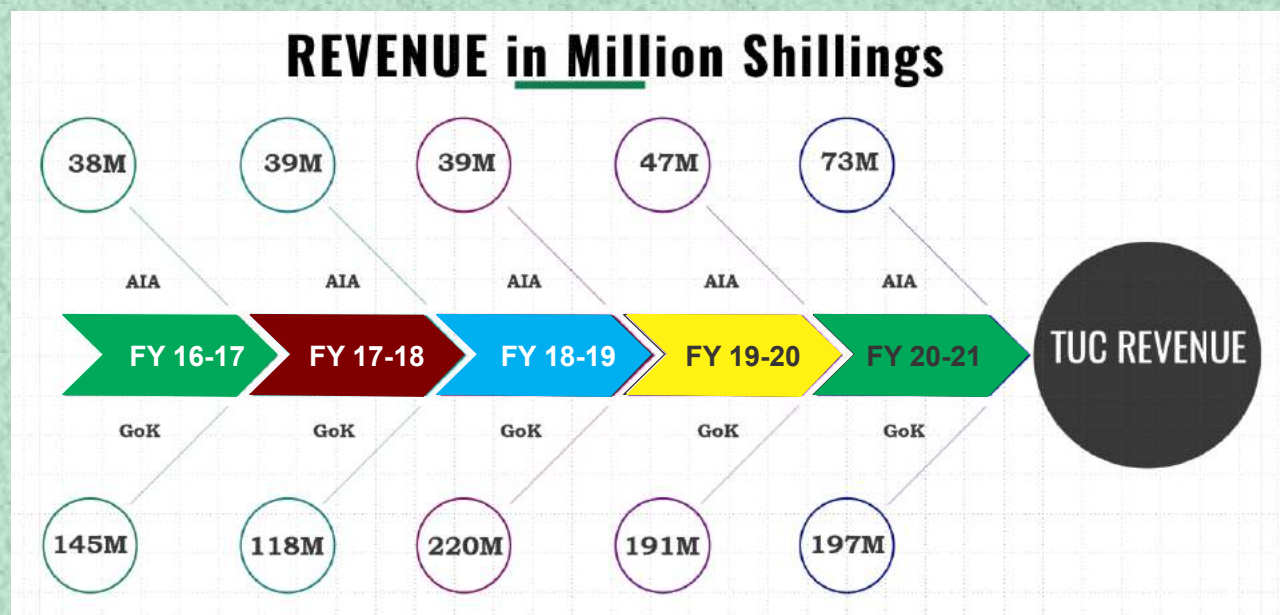 REVENUE in Million Shillings
38M
39M
39M
47M
73M
AIA
AIA
AIA
AIA
AIA
FY 16-17
FY 17-18
FY 18-19
FY 19-20
FY 20-21
TUC REVENUE
GoK
GoK
GoK
GoK
GoK
145M
118M
220M
191M
197M